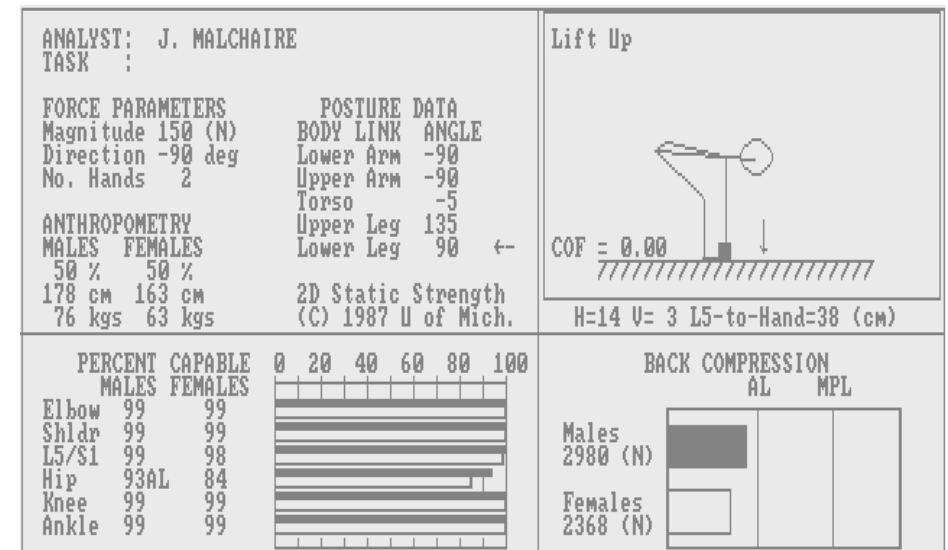 ANALYST: J. MALCHAIRE
TASK :
FORCE PARAMETERS
Magnitude 150 (N)
Direction -90 deg
No. Hands 2
ANTHROPOMETRY
MALES FEMALES
50 % 50 %
178 cm 163 cm
76 kgs 63 kgs
POSTURE DATA
BODY LINK ANGLE
Lower Arm -90
Upper Arm -90
Torso -5
Upper Leg 135
Lower Leg 90 <-
2D Static Strength
(C) 1987 U of Mich.
Lift Up
COF = 0.00
H=14 V= 3 L5-to-Hand=38 (cm)
PERCENT CAPABLE
MALES FEMALES
0 20 40 60 80 100
Elbow 99 99
Shldr 99 99
L5/S1 99 98
Hip 93AL 84
Knee 99 99
Ankle 99 99
BACK COMPRESSION
AL MPL
Males
2980 (N)
Females
2368 (N)